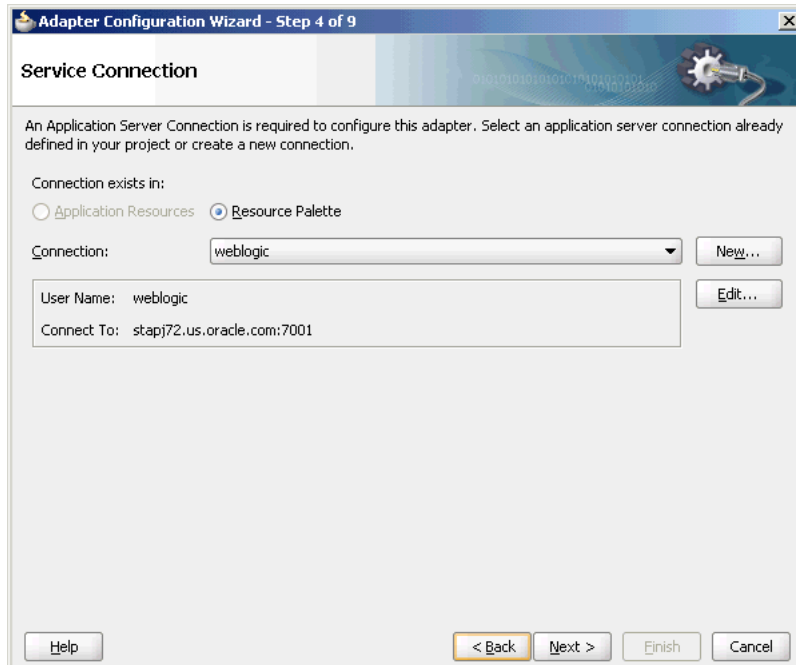 Adapter Configuration Wizard - Step 4 of 9
Service Connection
An Application Server Connection is required to configure this adapter. Select an application server connection already
defined in your project or create a new connection.
Connection exists in:
Application Resources Resource Palette
Connection: weblogic New...
User Name: weblogic Edit...
Connect To: stapj72.us.oracle.com:7001
Help < Back Next > Finish Cancel